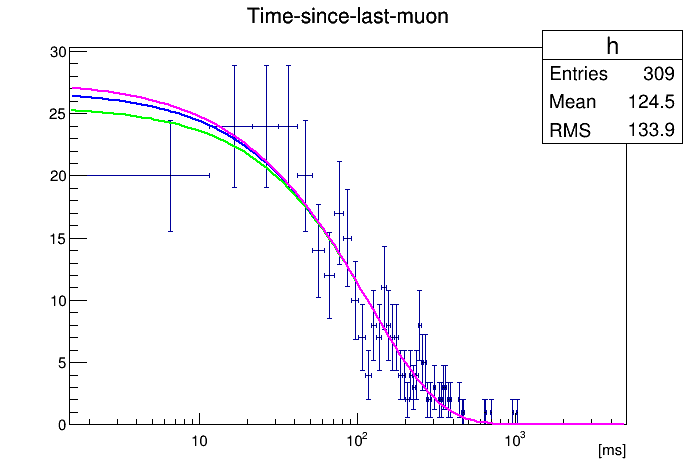 Time-since-last-muon
h
Entries 309
Mean 124.5
RMS 133.9
30
25
20
15
10
5
0
10 10² 10³
[ms]